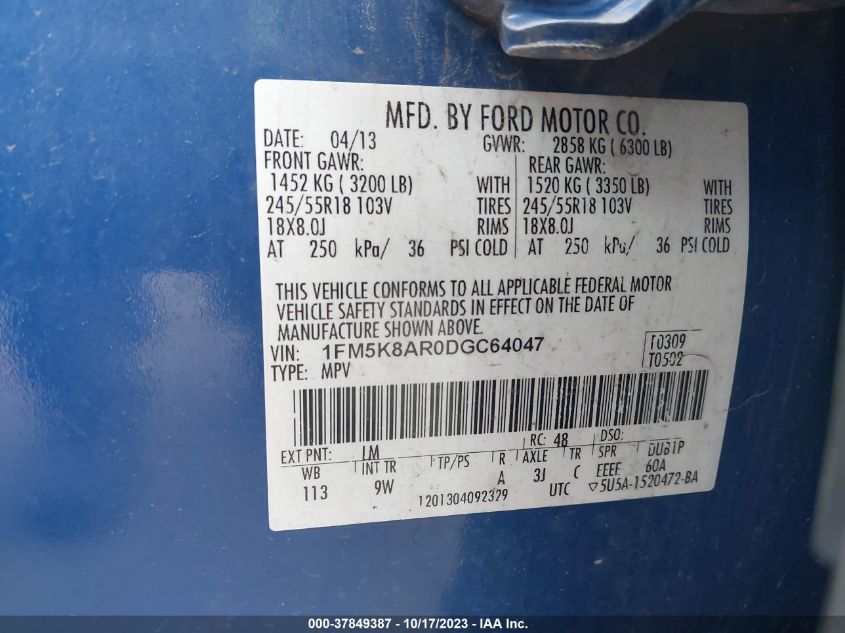 MFD. BY FORD MOTOR CO.
DATE: 04/13 GVWR: 2858 KG ( 6300 LB)
FRONT GAWR: REAR GAWR:
1452 KG ( 3200 LB) WITH 1520 KG ( 3350 LB) WITH
245/55R18 103V TIRES 245/55R18 103V TIRES
18X8.0J RIMS 18X8.0J RIMS
AT 250 kPa/ 36 PSI COLD AT 250 kPa/ 36 PSI COLD
THIS VEHICLE CONFORMS TO ALL APPLICABLE FEDERAL MOTOR
VEHICLE SAFETY STANDARDS IN EFFECT ON THE DATE OF
MANUFACTURE SHOWN ABOVE.
VIN: 1FM5K8AR0DGC64047 T0309
TYPE: MPV T0502
RC: 48 DSO:
EXT PNT: LM
WB INT TR TP/PS R AXLE TR SPR DUB1P
113 9W A 3J C EEEE 60A
1201304092329 UTC ▽5U5A-1520472-BA
000-37849387 - 10/17/2023 - IAA Inc.